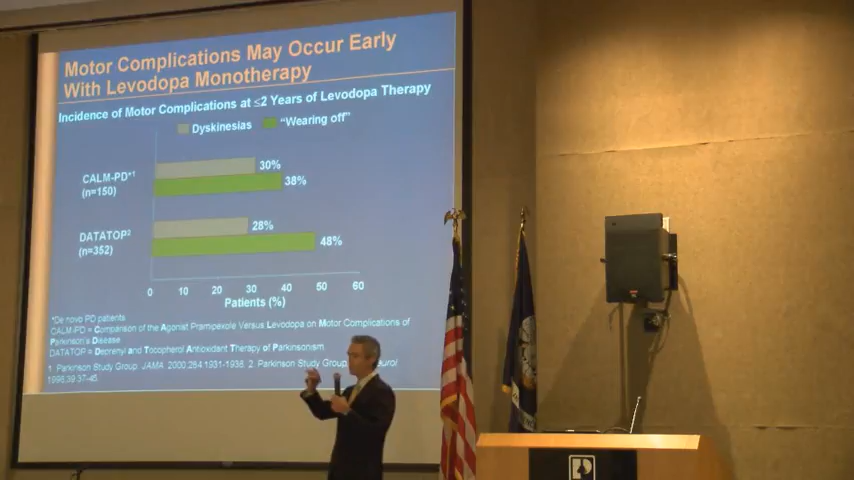 Motor Complications May Occur Early
With Levodopa Monotherapy
Incidence of Motor Complications at ≤2 Years of Levodopa Therapy
Dyskinesias "Wearing off"
CALM-PD*1
(n=150)
30%
38%
DATATOP2
(n=352)
28%
48%
0 10 20 30 40 50 60
Patients (%)
*De novo PD patients
CALM-PD = Comparison of the Agonist Pramipexole Versus Levodopa on Motor Complications of
Parkinson's Disease
DATATOP = Deprenyl and Tocopherol Antioxidant Therapy of Parkinsonism.
1. Parkinson Study Group. JAMA. 2000;284:1931-1938. 2. Parkinson Study Group.
1996;39:37-45.
P